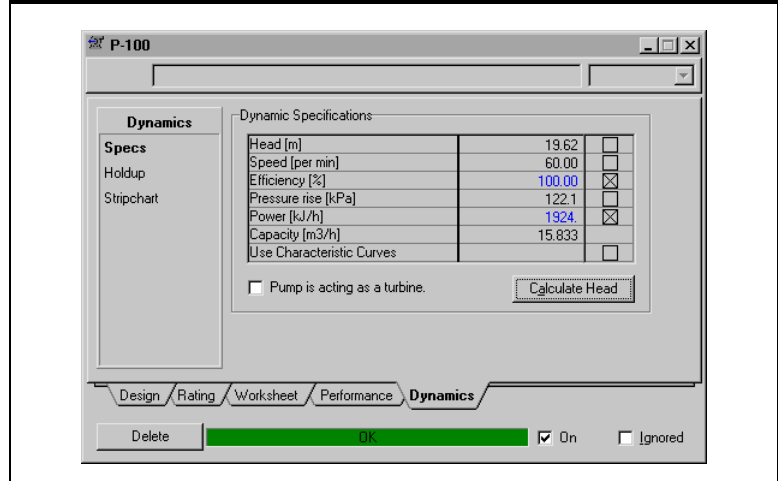 P-100
Dynamics
Specs
Holdup
Stripchart
Dynamic Specifications
Head [m] 19.62
Speed [per min] 60.00
Efficiency [%] 100.00
Pressure rise [kPa] 122.1
Power [kJ/h] 1924.
Capacity [m3/h] 15.833
Use Characteristic Curves
Pump is acting as a turbine.
Calculate Head
Design Rating Worksheet Performance Dynamics
Delete OK On Ignored